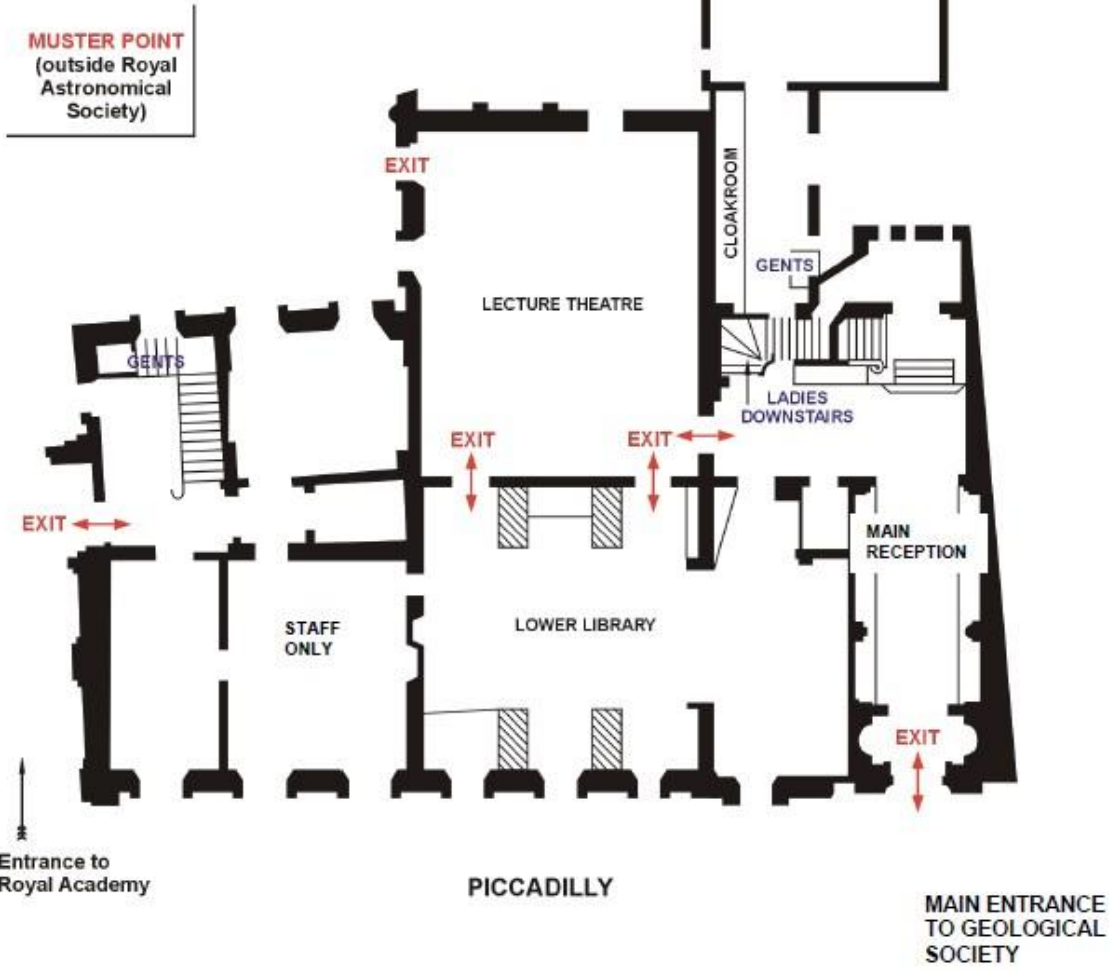 MUSTER POINT
(outside Royal
Astronomical
Society)
EXIT
CLOAKROOM
GENTS
LECTURE THEATRE
GENTS
LADIES
DOWNSTAIRS
EXIT
EXIT
EXIT
MAIN
RECEPTION
STAFF
ONLY
LOWER LIBRARY
EXIT
Entrance to
Royal Academy
PICCADILLY
MAIN ENTRANCE
TO GEOLOGICAL
SOCIETY